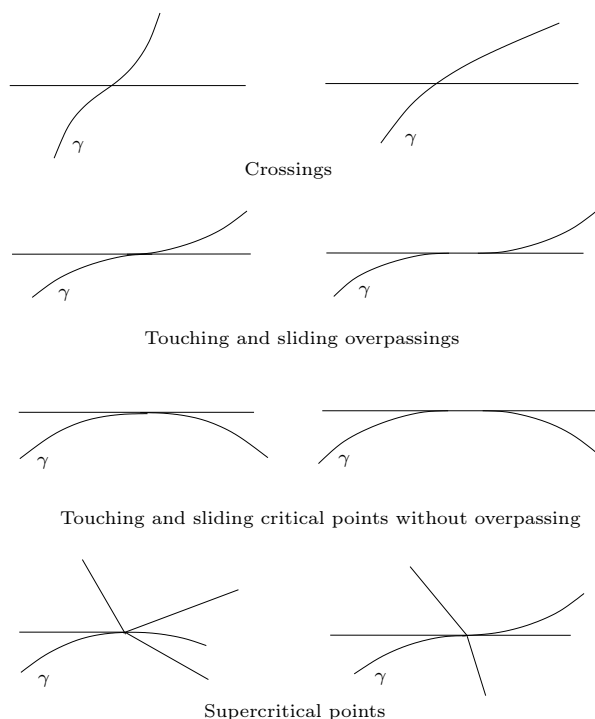 γ γ
Crossings
γ γ
Touching and sliding overpassings
γ γ
Touching and sliding critical points without overpassing
γ γ
Supercritical points